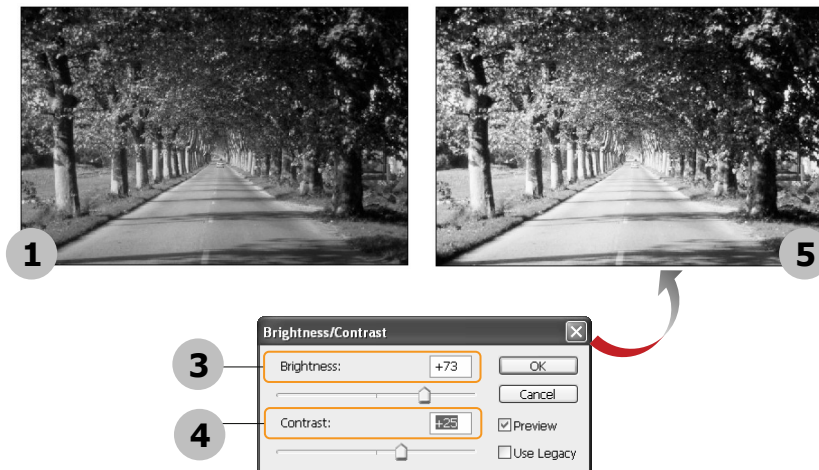 1
5
Brightness/Contrast
3
Brightness: +73
OK
Cancel
4
Contrast: +25
Preview
Use Legacy